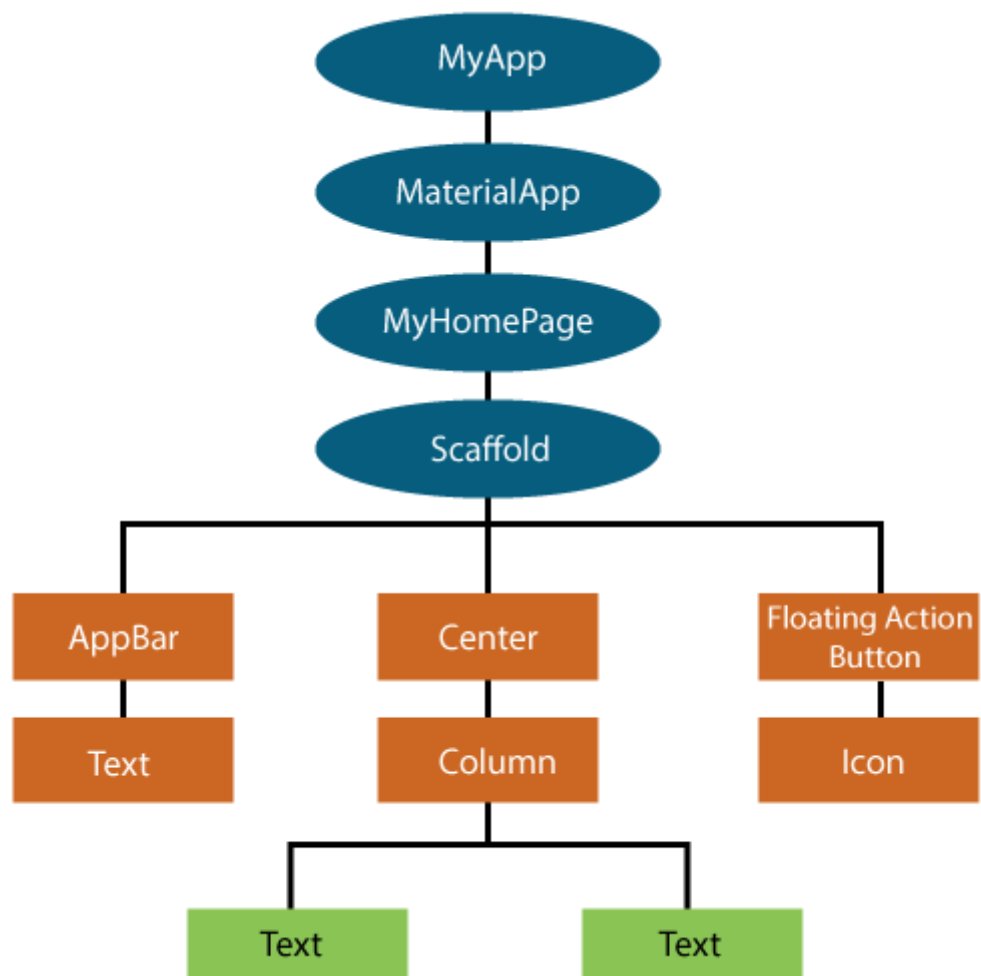 MyApp
MaterialApp
MyHomePage
Scaffold
AppBar
Center
Floating Action
Button
Text
Column
Icon
Text
Text